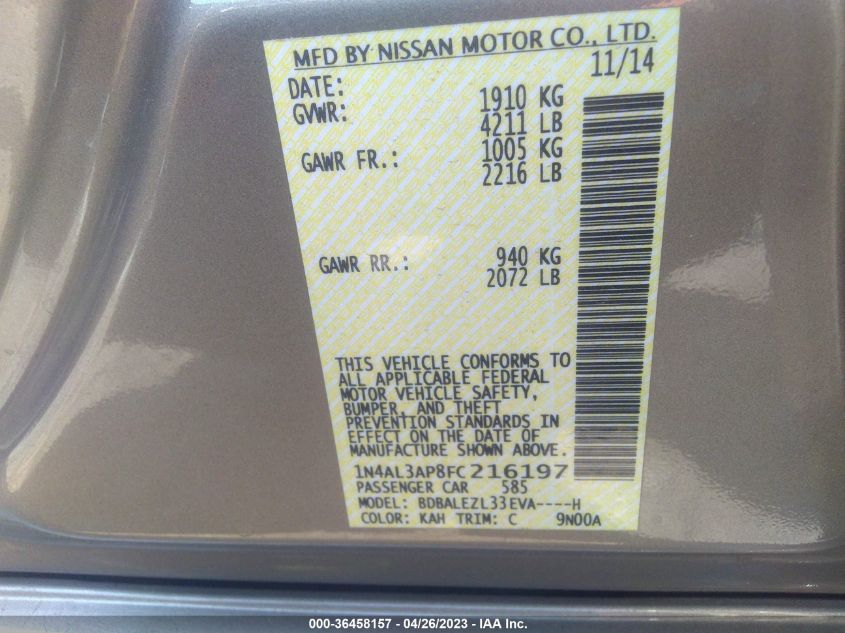 MFD BY NISSAN MOTOR CO., LTD.
DATE: 11/14
GVWR: 1910 KG
4211 LB
GAWR FR.: 1005 KG
2216 LB
GAWR RR.: 940 KG
2072 LB
THIS VEHICLE CONFORMS TO
ALL APPLICABLE FEDERAL
MOTOR VEHICLE SAFETY,
BUMPER, AND THEFT
PREVENTION STANDARDS IN
EFFECT ON THE DATE OF
MANUFACTURE SHOWN ABOVE.
1N4AL3AP8FC216197
PASSENGER CAR 585
MODEL: BDBALEZL33EVA----H
COLOR: KAH TRIM: C 9N00A
000-36458157 - 04/26/2023 - IAA Inc.